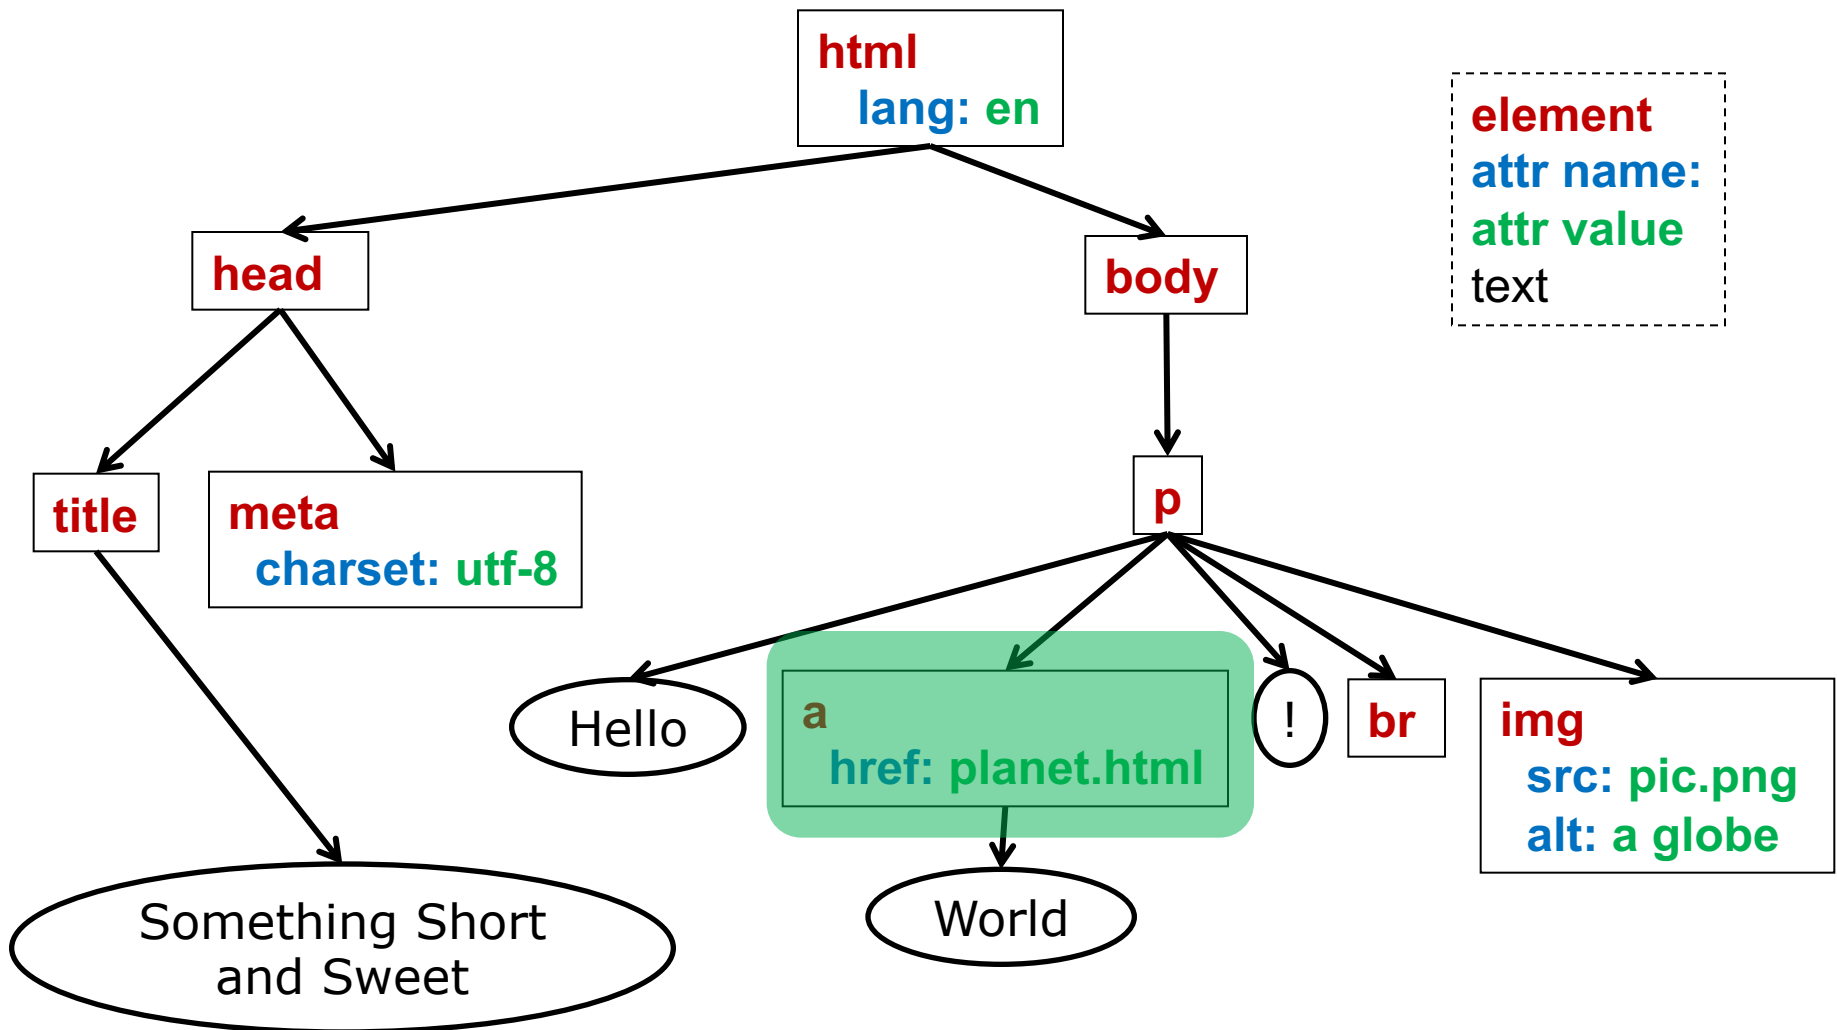 html
lang: en
element
attr name:
attr value
text
head
body
title
meta
charset: utf-8
p
Hello
a
href: planet.html
!
br
img
src: pic.png
alt: a globe
World
Something Short
and Sweet